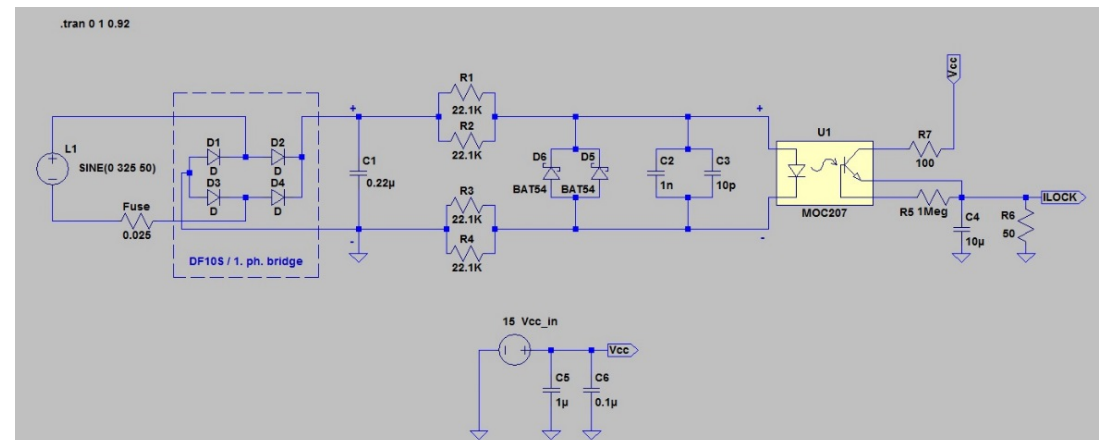 .tran 0 1 0.92
L1
SINE(0 325 50)
Fuse
0.025
D1
D
D2
D
D3
D
D4
D
DF10S / 1. ph. bridge
+
-
C1
0.22µ
R1
22.1K
R2
22.1K
R3
22.1K
R4
22.1K
D6
BAT54
D5
BAT54
C2
1n
C3
10p
+
-
U1
MOC207
Vcc
R7
100
R5 1Meg
C4
10µ
ILOCK
R6
50
15 Vcc_in
Vcc
C5
1µ
C6
0.1µ